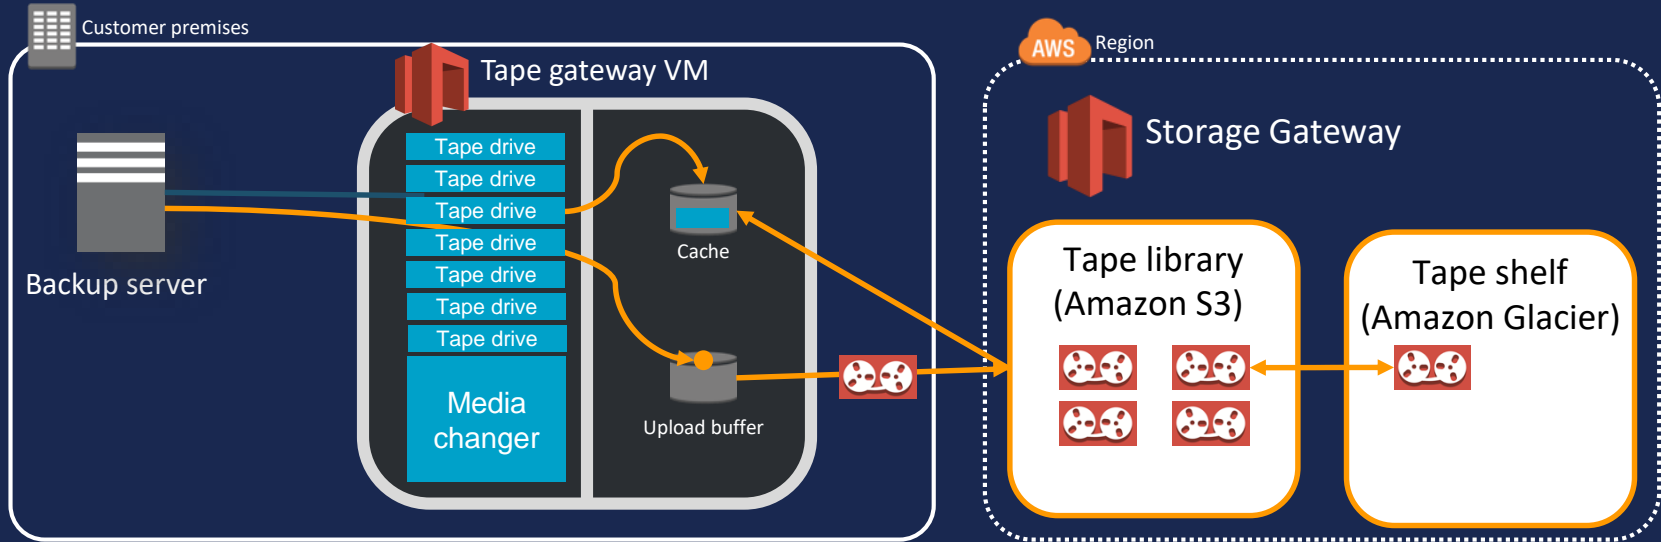 Customer premises
Tape gateway VM
Tape drive
Tape drive
Tape drive
Tape drive
Tape drive
Tape drive
Tape drive
Media
changer
Backup server
Cache
Upload buffer
AWS
Region
Storage Gateway
Tape library
(Amazon S3)
Tape shelf
(Amazon Glacier)